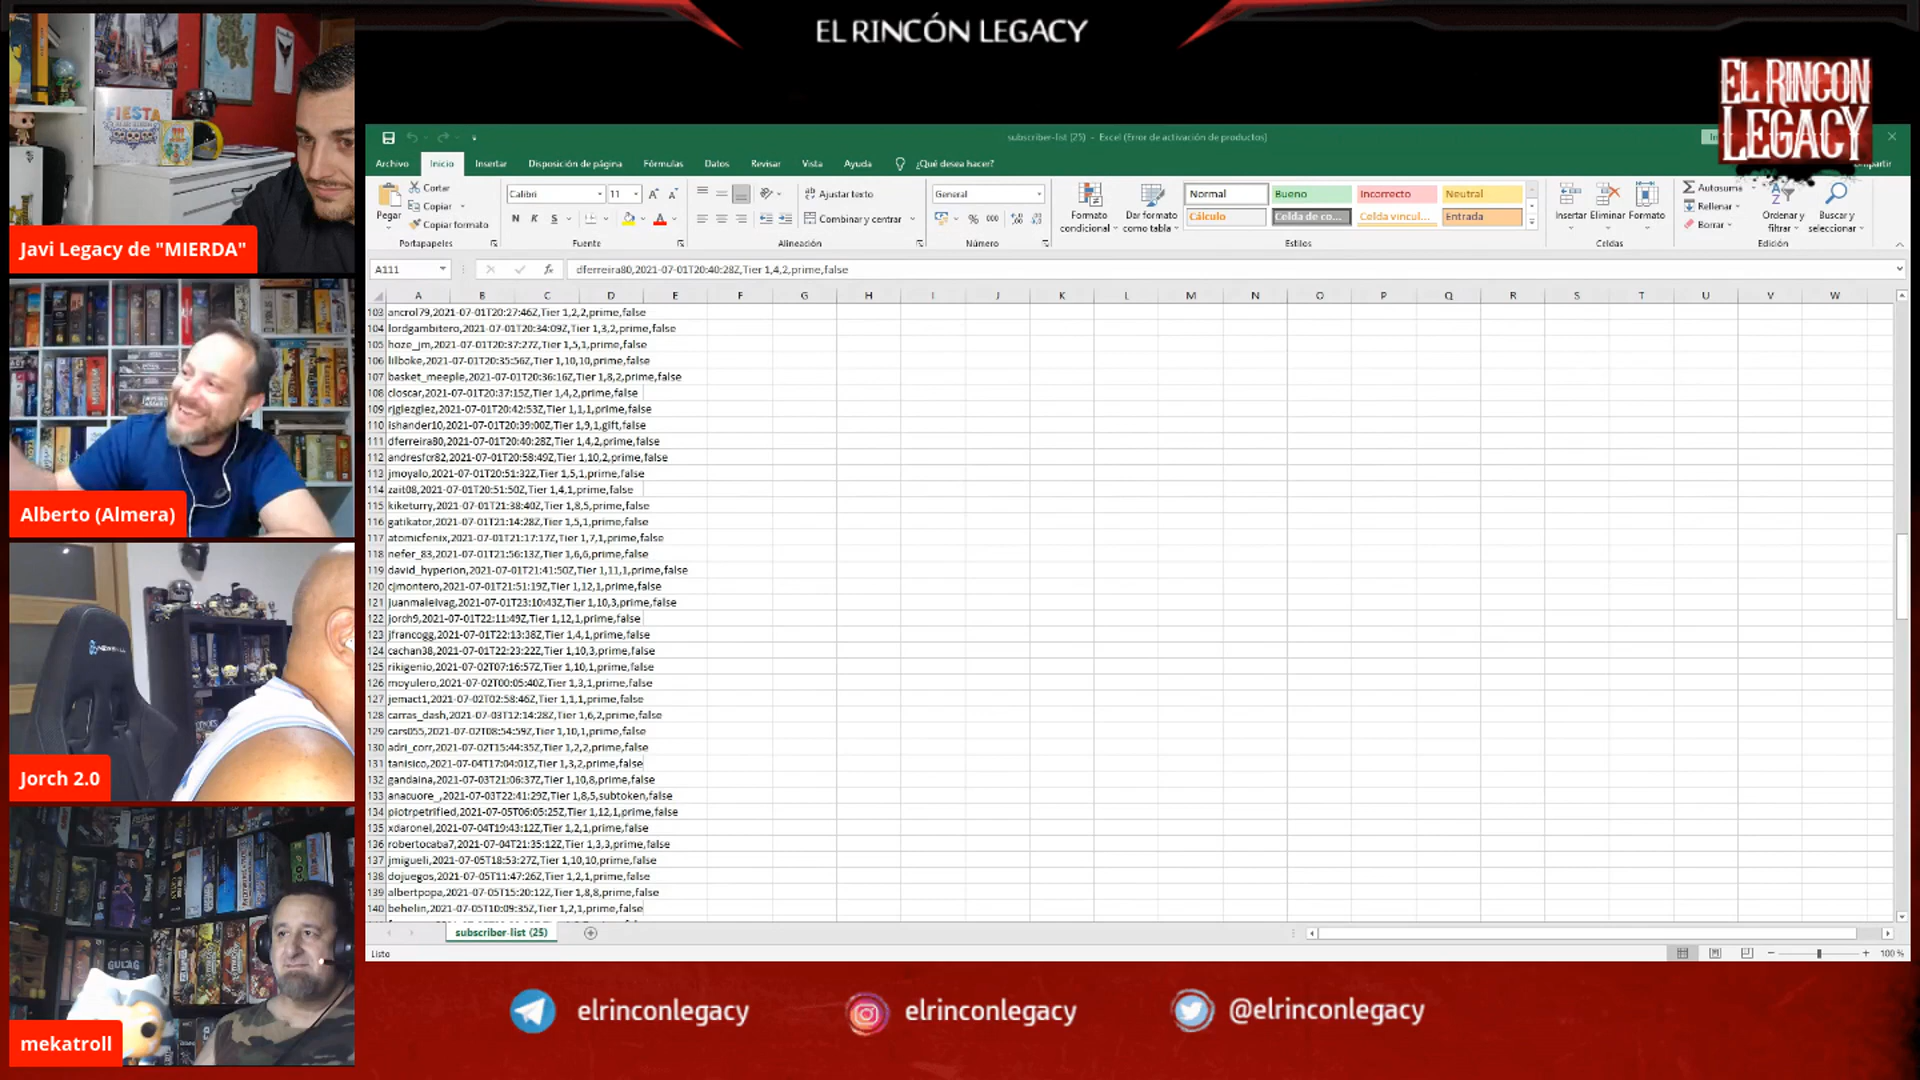 EL RINCÓN LEGACY
EL RINCON
LEGACY
FIESTA
Javi Legacy de "MIERDA"
Alberto (Almera)
Jorch 2.0
GULAG
mekatroll
subscriber-list (25) - Excel (Error de activación de productos)
Archivo Inicio Insertar Disposición de página Fórmulas Datos Revisar Vista Ayuda ¿Qué desea hacer?
Pegar
Cortar
Copiar
Copiar formato
Portapapeles
Calibri 11
N K S
Fuente
Ajustar texto
Combinar y centrar
Alineación
General
% 000
Número
Formato condicional
Dar formato como tabla
Normal Bueno Incorrecto Neutral
Cálculo Celda de co... Celda vincul... Entrada
Estilos
Insertar Eliminar Formato
Celdas
Autosuma
Rellenar
Borrar
Ordenar y filtrar
Buscar y seleccionar
Edición
A111 fx dferreira80,2021-07-01T20:40:28Z,Tier 1,4,2,prime,false
A B C D E F G H I J K L M N O P Q R S T U V W
103 ancrol79,2021-07-01T20:27:46Z,Tier 1,2,2,prime,false
104 lordgambitero,2021-07-01T20:34:09Z,Tier 1,3,2,prime,false
105 hoze_jm,2021-07-01T20:37:27Z,Tier 1,5,1,prime,false
106 lilboke,2021-07-01T20:35:56Z,Tier 1,10,10,prime,false
107 basket_meeple,2021-07-01T20:36:16Z,Tier 1,8,2,prime,false
108 closcar,2021-07-01T20:37:15Z,Tier 1,4,2,prime,false
109 rjglezglez,2021-07-01T20:42:53Z,Tier 1,1,1,prime,false
110 ishander10,2021-07-01T20:39:00Z,Tier 1,9,1,gift,false
111 dferreira80,2021-07-01T20:40:28Z,Tier 1,4,2,prime,false
112 andresfcr82,2021-07-01T20:58:49Z,Tier 1,10,2,prime,false
113 jmoyalo,2021-07-01T20:51:32Z,Tier 1,5,1,prime,false
114 zait08,2021-07-01T20:51:50Z,Tier 1,4,1,prime,false
115 kiketurry,2021-07-01T21:38:40Z,Tier 1,8,5,prime,false
116 gatikator,2021-07-01T21:14:28Z,Tier 1,5,1,prime,false
117 atomicfenix,2021-07-01T21:17:17Z,Tier 1,7,1,prime,false
118 nefer_83,2021-07-01T21:56:13Z,Tier 1,6,6,prime,false
119 david_hyperion,2021-07-01T21:41:50Z,Tier 1,11,1,prime,false
120 cjmontero,2021-07-01T21:51:19Z,Tier 1,12,1,prime,false
121 juanmaleivag,2021-07-01T23:10:43Z,Tier 1,10,3,prime,false
122 jorch9,2021-07-01T22:11:49Z,Tier 1,12,1,prime,false
123 jfrancogg,2021-07-01T22:13:38Z,Tier 1,4,1,prime,false
124 cachan38,2021-07-01T22:23:22Z,Tier 1,10,3,prime,false
125 rikigenio,2021-07-02T07:16:57Z,Tier 1,10,1,prime,false
126 moyulero,2021-07-02T00:05:40Z,Tier 1,3,1,prime,false
127 jemact1,2021-07-02T02:58:46Z,Tier 1,1,1,prime,false
128 carras_dash,2021-07-03T12:14:28Z,Tier 1,6,2,prime,false
129 cars055,2021-07-02T08:54:59Z,Tier 1,10,1,prime,false
130 adri_corr,2021-07-02T15:44:35Z,Tier 1,2,2,prime,false
131 tanisico,2021-07-04T17:04:01Z,Tier 1,3,2,prime,false
132 gandaina,2021-07-03T21:06:37Z,Tier 1,10,8,prime,false
133 anacuore_,2021-07-03T22:41:29Z,Tier 1,8,5,subtoken,false
134 piotrpetrified,2021-07-05T06:05:25Z,Tier 1,12,1,prime,false
135 xdaronel,2021-07-04T19:43:12Z,Tier 1,2,1,prime,false
136 robertocaba7,2021-07-04T21:35:12Z,Tier 1,3,3,prime,false
137 jmigueli,2021-07-05T18:53:27Z,Tier 1,10,10,prime,false
138 dojuegos,2021-07-05T11:47:26Z,Tier 1,2,1,prime,false
139 albertpopa,2021-07-05T15:20:12Z,Tier 1,8,8,prime,false
140 behelin,2021-07-05T10:09:35Z,Tier 1,2,1,prime,false
subscriber-list (25)
Listo
100 %
elrinconlegacy
elrinconlegacy
@elrinconlegacy